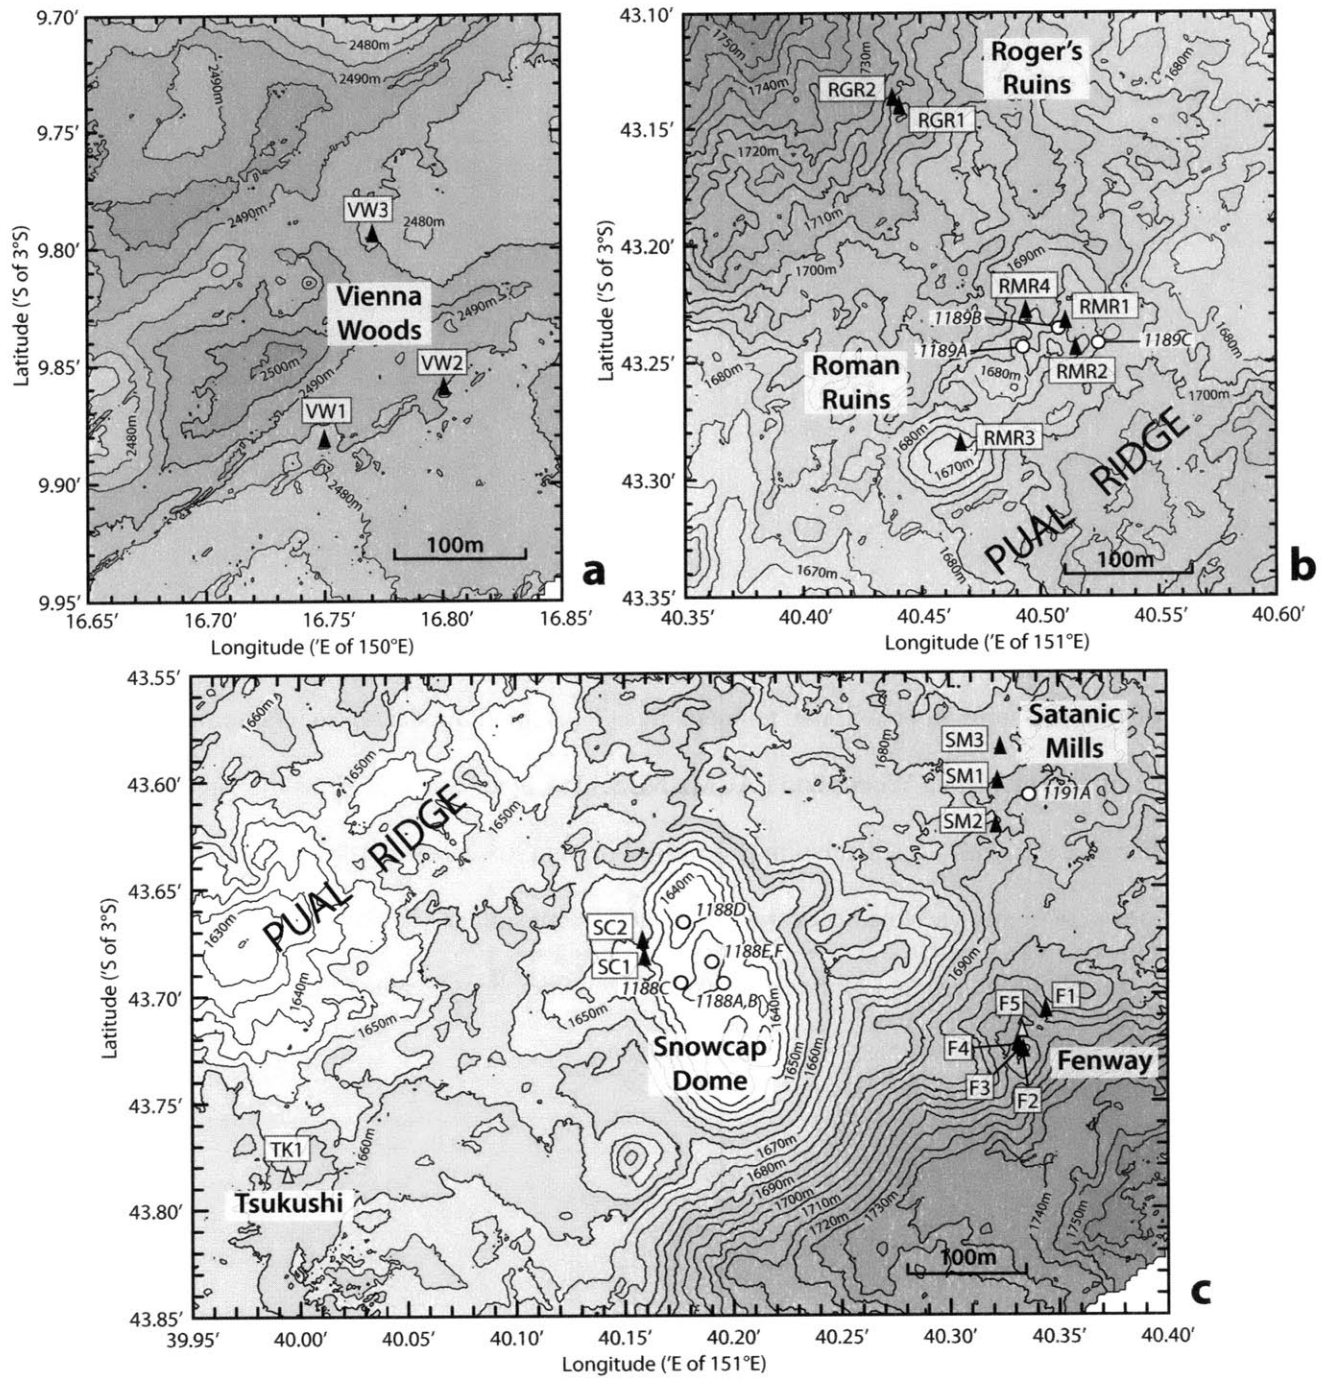 9.70′
9.75′
9.80′
9.85′
9.90′
9.95′
Latitude (′S of 3°S)
2480m
2490m
2490m
2490m
VW3
2480m
Vienna
Woods
2490m
2500m
2490m
VW2
VW1
2480m
2480m
100m
a
16.65′ 16.70′ 16.75′ 16.80′ 16.85′
Longitude (′E of 150°E)
43.10′
43.15′
43.20′
43.25′
43.30′
43.35′
Latitude (′S of 3°S)
1750m
1730m
Roger's
Ruins
1680m
1740m
RGR2
RGR1
1720m
1710m
1700m
1690m
RMR4
RMR1
1189B
1189A
1189C
RMR2
1680m
1680m
1680m
1700m
Roman
Ruins
1680m
RMR3
1670m
PUAL RIDGE
1680m
1670m
100m
b
40.35′ 40.40′ 40.45′ 40.50′ 40.55′ 40.60′
Longitude (′E of 151°E)
43.55′
43.60′
43.65′
43.70′
43.75′
43.80′
43.85′
Latitude (′S of 3°S)
1660m
1650m
1650m
PUAL RIDGE
1630m
1640m
1650m
1680m
Satanic
Mills
SM3
SM1
1191A
SM2
1640m
1188D
SC2
SC1
1188E,F
1188C
1188A,B
1650m
1640m
1690m
F1
F5
F4
F3
F2
Fenway
Snowcap
Dome
1650m
1660m
1660m
TK1
Tsukushi
1670m
1680m
1690m
1700m
1710m
1720m
1730m
1740m
1750m
100m
c
39.95′ 40.00′ 40.05′ 40.10′ 40.15′ 40.20′ 40.25′ 40.30′ 40.35′ 40.40′
Longitude (′E of 151°E)